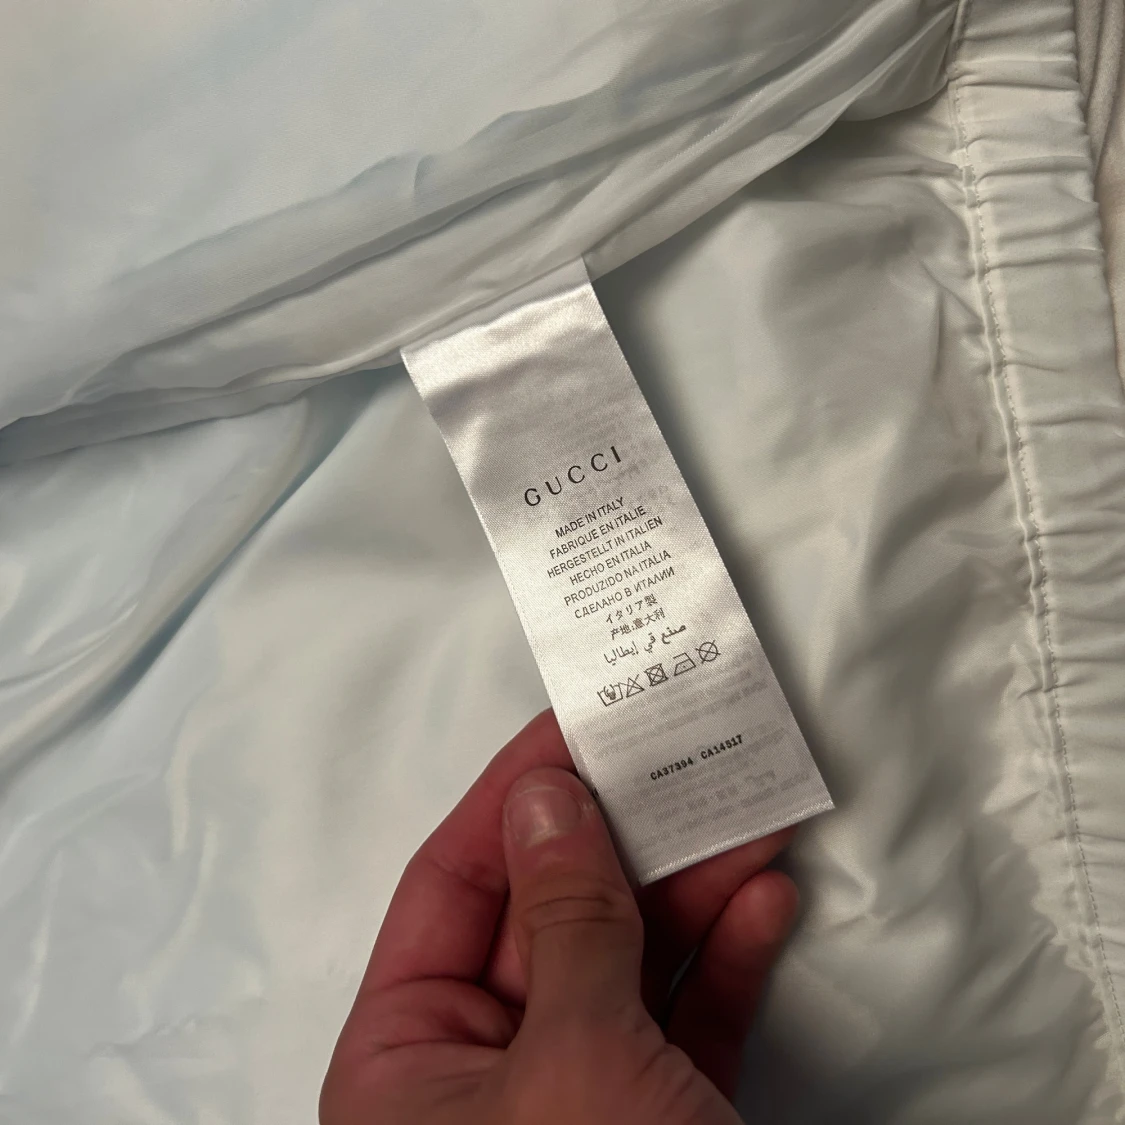 GUCCI
MADE IN ITALY
FABRIQUE EN ITALIE
HERGESTELLT IN ITALIEN
HECHO EN ITALIA
PRODUZIDO NA ITALIA
СДЕЛАНО В ИТАЛИИ
イタリア製
产地:意大利
صنع في إيطاليا
CA37394 CA14517